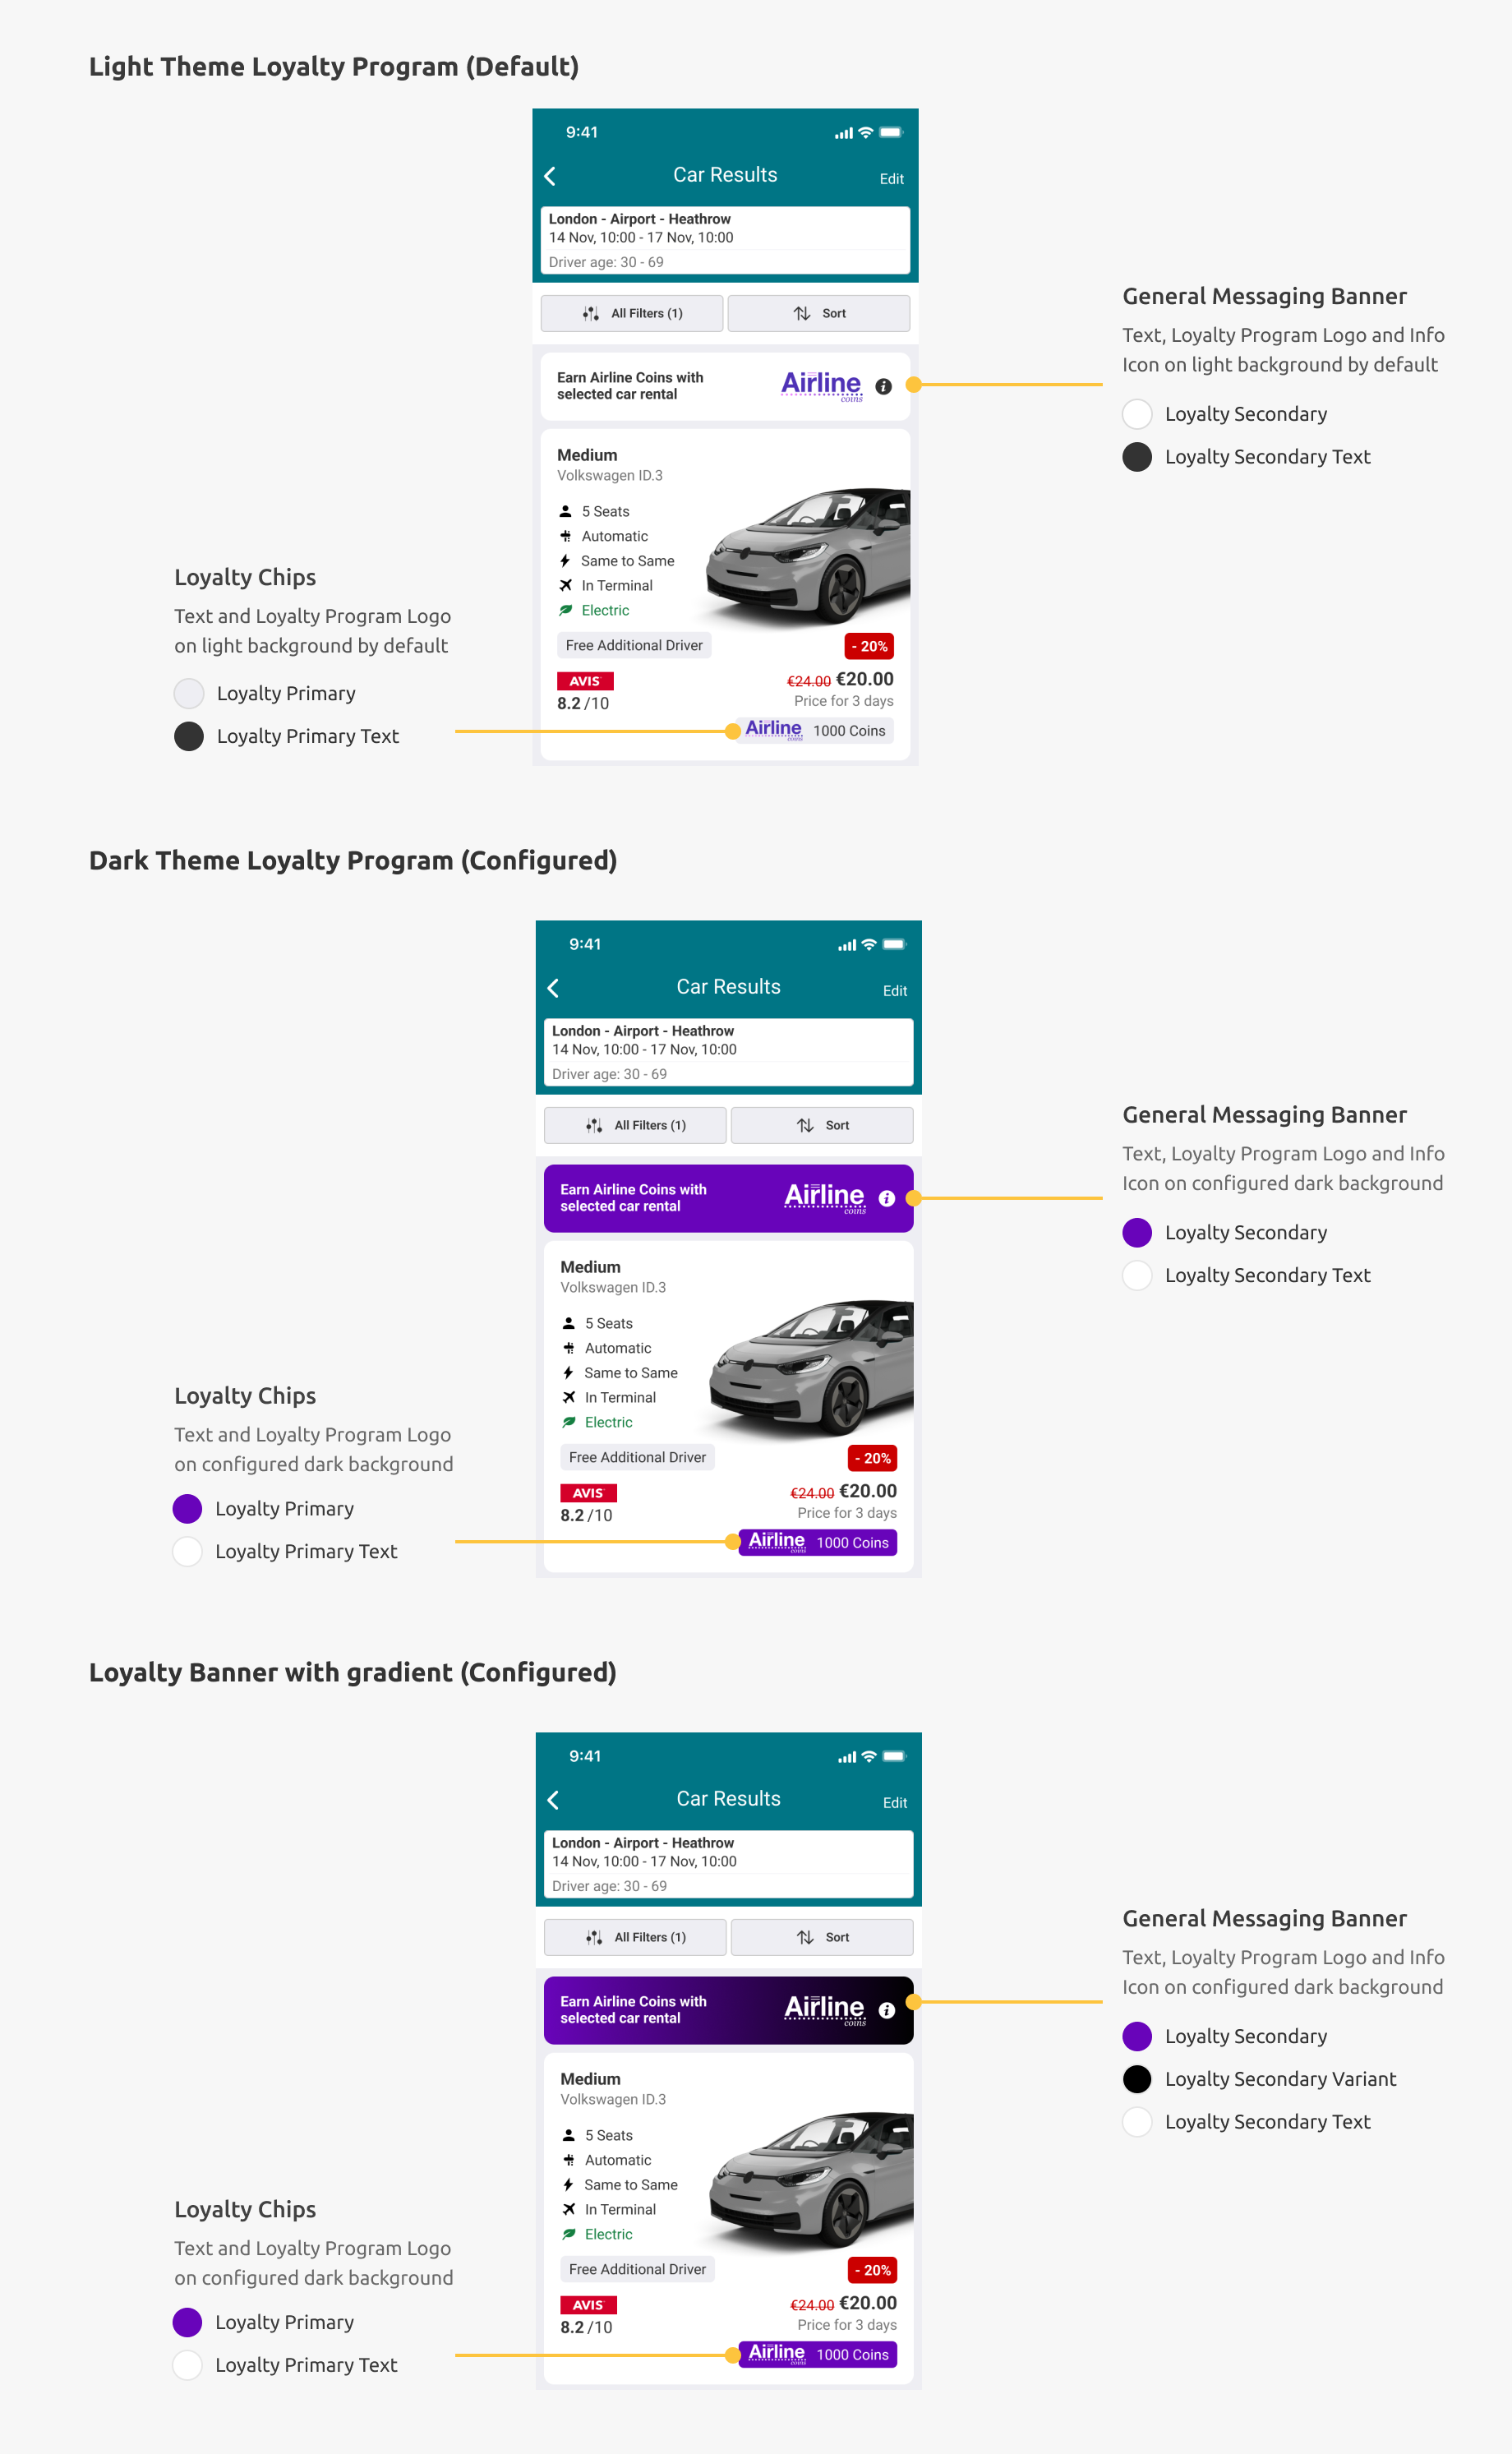 Light Theme Loyalty Program (Default)
9:41
Car Results
Edit
London - Airport - Heathrow
14 Nov, 10:00 - 17 Nov, 10:00
Driver age: 30 - 69
All Filters (1)
Sort
Earn Airline Coins with
selected car rental
Airline
coins
i
Medium
Volkswagen ID.3
5 Seats
Automatic
Same to Same
In Terminal
Electric
Free Additional Driver
- 20%
AVIS
€24.00 €20.00
8.2 /10
Price for 3 days
Airline
coins
1000 Coins
General Messaging Banner
Text, Loyalty Program Logo and Info
Icon on light background by default
Loyalty Secondary
Loyalty Secondary Text
Loyalty Chips
Text and Loyalty Program Logo
on light background by default
Loyalty Primary
Loyalty Primary Text
Dark Theme Loyalty Program (Configured)
9:41
Car Results
Edit
London - Airport - Heathrow
14 Nov, 10:00 - 17 Nov, 10:00
Driver age: 30 - 69
All Filters (1)
Sort
Earn Airline Coins with
selected car rental
Airline
coins
i
Medium
Volkswagen ID.3
5 Seats
Automatic
Same to Same
In Terminal
Electric
Free Additional Driver
- 20%
AVIS
€24.00 €20.00
8.2 /10
Price for 3 days
Airline
coins
1000 Coins
General Messaging Banner
Text, Loyalty Program Logo and Info
Icon on configured dark background
Loyalty Secondary
Loyalty Secondary Text
Loyalty Chips
Text and Loyalty Program Logo
on configured dark background
Loyalty Primary
Loyalty Primary Text
Loyalty Banner with gradient (Configured)
9:41
Car Results
Edit
London - Airport - Heathrow
14 Nov, 10:00 - 17 Nov, 10:00
Driver age: 30 - 69
All Filters (1)
Sort
Earn Airline Coins with
selected car rental
Airline
coins
i
Medium
Volkswagen ID.3
5 Seats
Automatic
Same to Same
In Terminal
Electric
Free Additional Driver
- 20%
AVIS
€24.00 €20.00
8.2 /10
Price for 3 days
Airline
coins
1000 Coins
General Messaging Banner
Text, Loyalty Program Logo and Info
Icon on configured dark background
Loyalty Secondary
Loyalty Secondary Variant
Loyalty Secondary Text
Loyalty Chips
Text and Loyalty Program Logo
on configured dark background
Loyalty Primary
Loyalty Primary Text